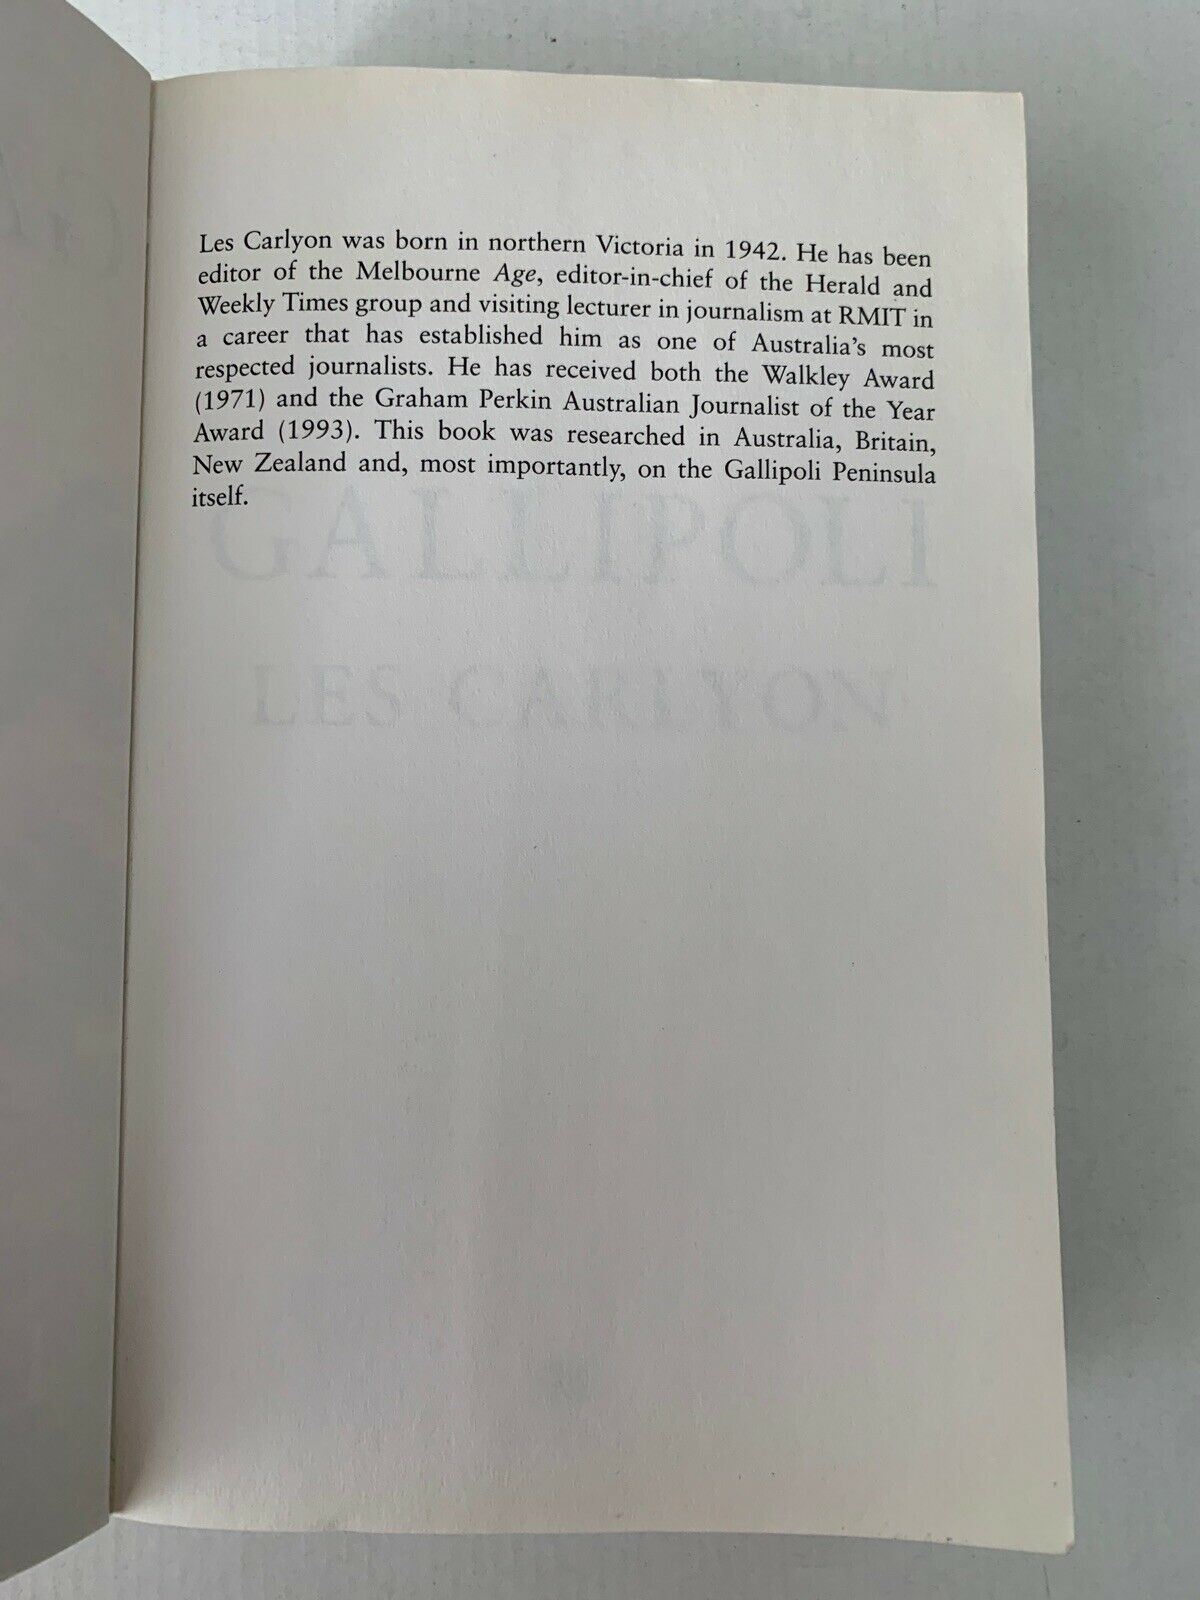 Les Carlyon was born in northern Victoria in 1942. He has been
editor of the Melbourne Age, editor-in-chief of the Herald and
Weekly Times group and visiting lecturer in journalism at RMIT in
a career that has established him as one of Australia's most
respected journalists. He has received both the Walkley Award
(1971) and the Graham Perkin Australian Journalist of the Year
Award (1993). This book was researched in Australia, Britain,
New Zealand and, most importantly, on the Gallipoli Peninsula
itself.
GALLIPOLI
LES CARLYON